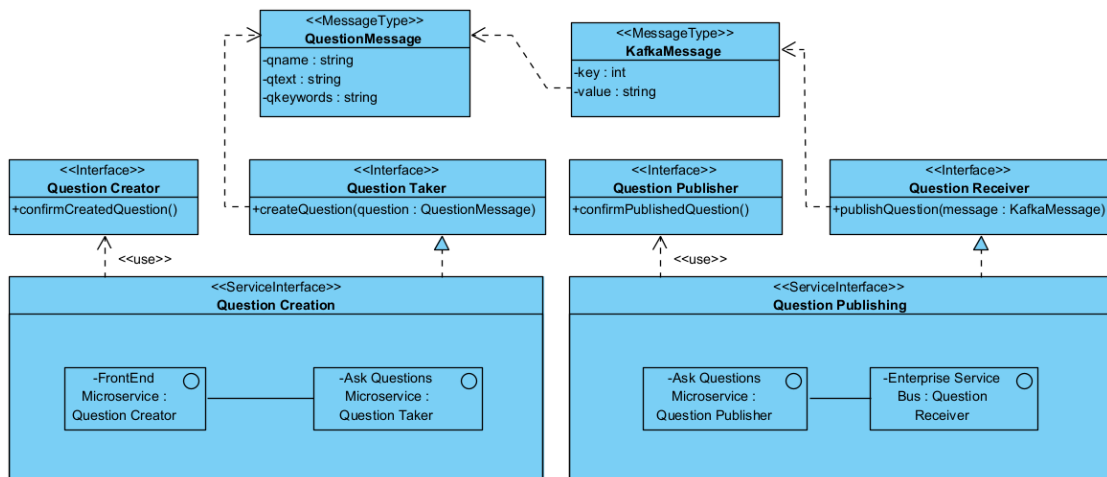 <<MessageType>>
QuestionMessage
-qname : string
-qtext : string
-qkeywords : string
<<MessageType>>
KafkaMessage
-key : int
-value : string
<<Interface>>
Question Creator
+confirmCreatedQuestion()
<<Interface>>
Question Taker
+createQuestion(question : QuestionMessage)
<<Interface>>
Question Publisher
+confirmPublishedQuestion()
<<Interface>>
Question Receiver
+publishQuestion(message : KafkaMessage)
<<use>>
<<use>>
<<ServiceInterface>>
Question Creation
-FrontEnd
Microservice :
Question Creator
-Ask Questions
Microservice :
Question Taker
<<ServiceInterface>>
Question Publishing
-Ask Questions
Microservice :
Question Publisher
-Enterprise Service
Bus : Question
Receiver